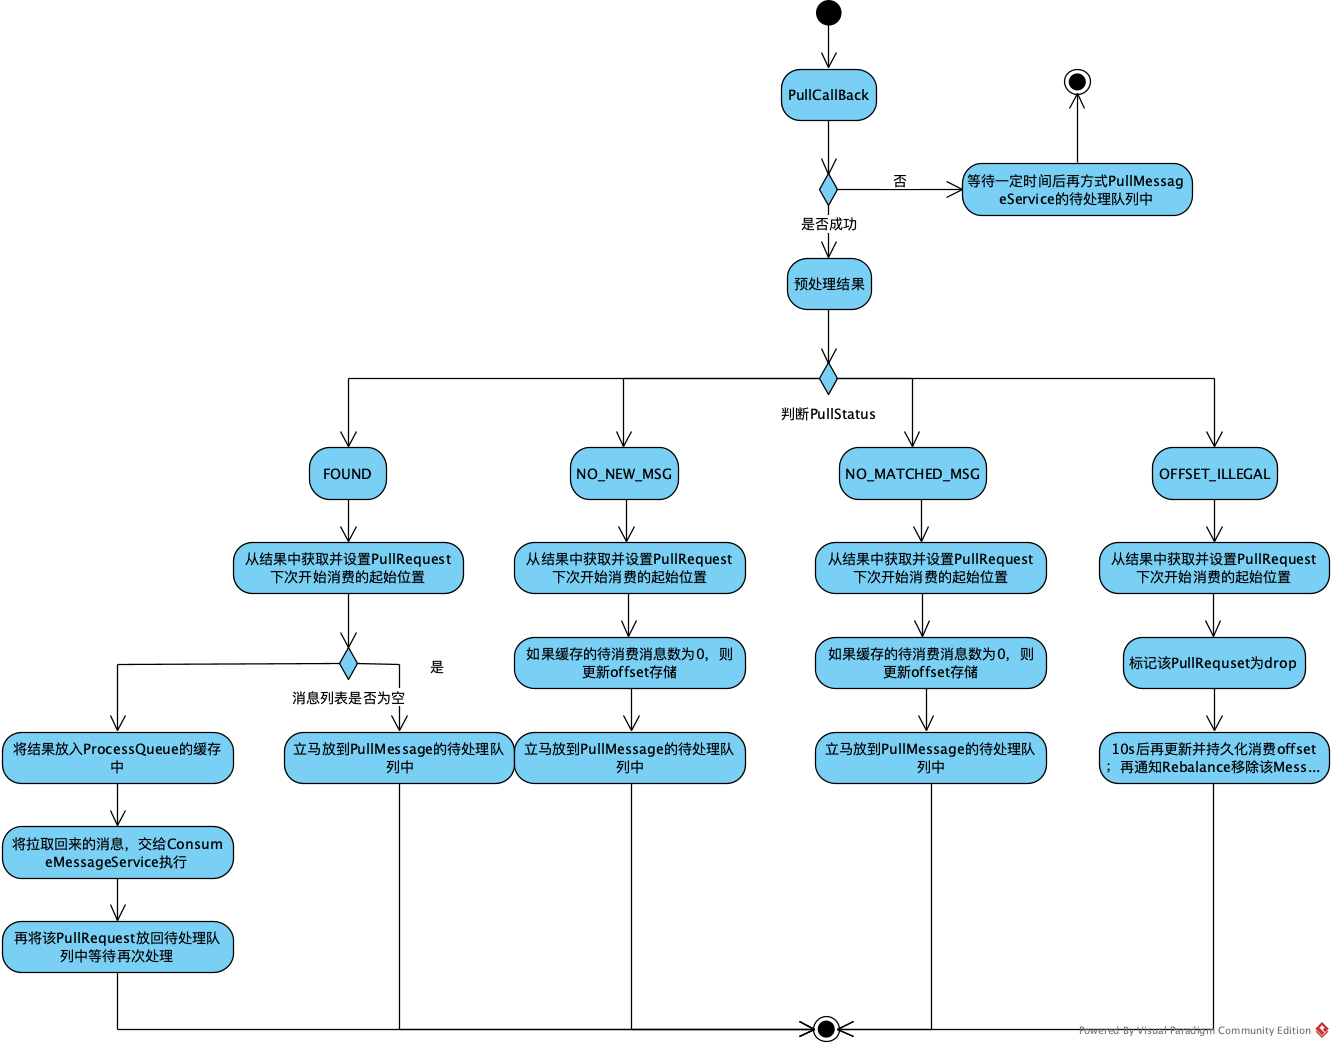 PullCallBack
否
等待一定时间后再方式PullMessag
eService的待处理队列中
是否成功
预处理结果
判断PullStatus
FOUND
NO_NEW_MSG
NO_MATCHED_MSG
OFFSET_ILLEGAL
从结果中获取并设置PullRequest
下次开始消费的起始位置
从结果中获取并设置PullRequest
下次开始消费的起始位置
从结果中获取并设置PullRequest
下次开始消费的起始位置
从结果中获取并设置PullRequest
下次开始消费的起始位置
是
消息列表是否为空
如果缓存的待消费消息数为0，则
更新offset存储
如果缓存的待消费消息数为0，则
更新offset存储
标记该PullRequset为drop
将结果放入ProcessQueue的缓存
中
立马放到PullMessage的待处理队
列中
立马放到PullMessage的待处理队
列中
立马放到PullMessage的待处理队
列中
10s后再更新并持久化消费offset
；再通知Rebalance移除该Mess...
将拉取回来的消息，交给Consum
eMessageService执行
再将该PullRequest放回待处理队
列中等待再次处理
Powered By Visual Paradigm Community Edition